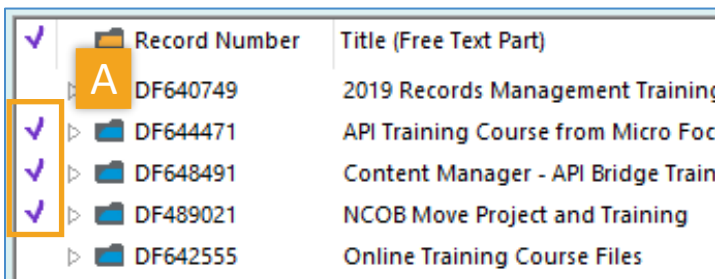 Record Number Title (Free Text Part)
A
DF640749 2019 Records Management Training
DF644471 API Training Course from Micro Foc
DF648491 Content Manager - API Bridge Train
DF489021 NCOB Move Project and Training
DF642555 Online Training Course Files